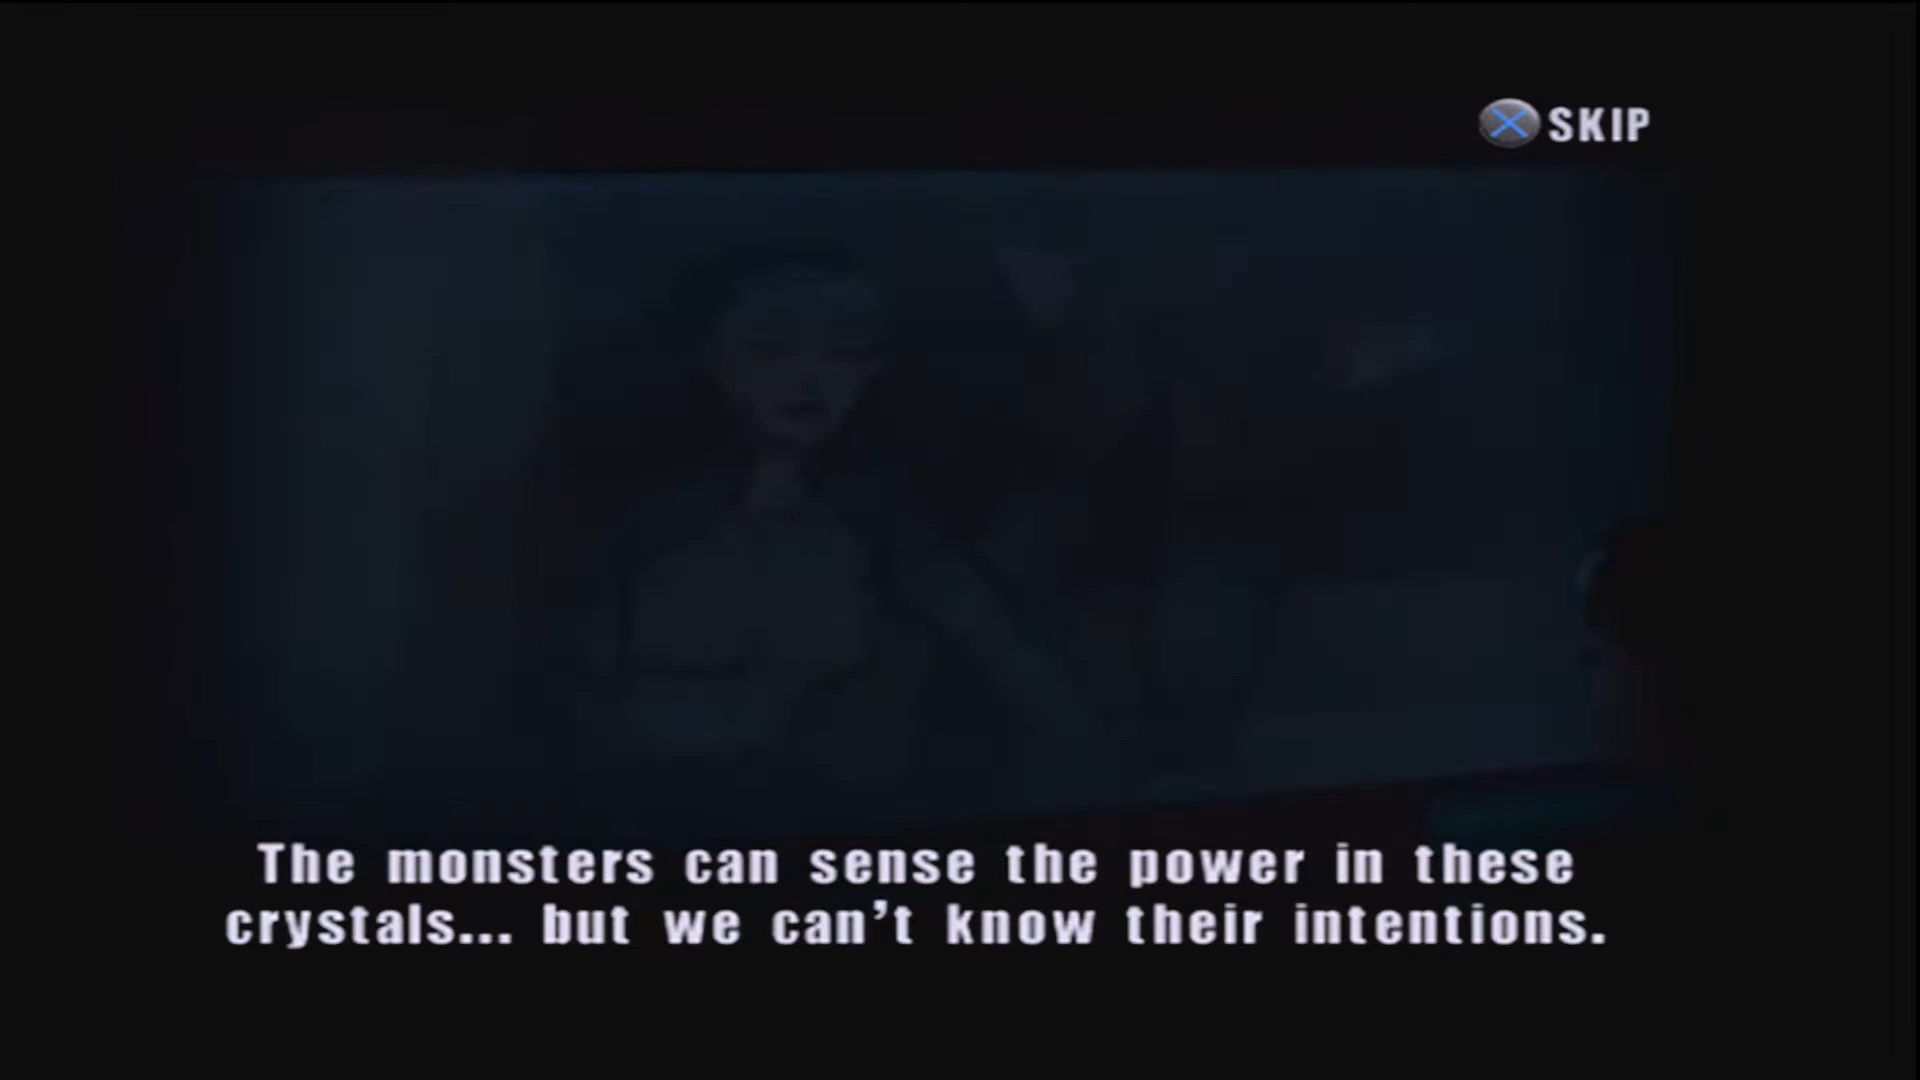 SKIP
The monsters can sense the power in these
crystals... but we can't know their intentions.